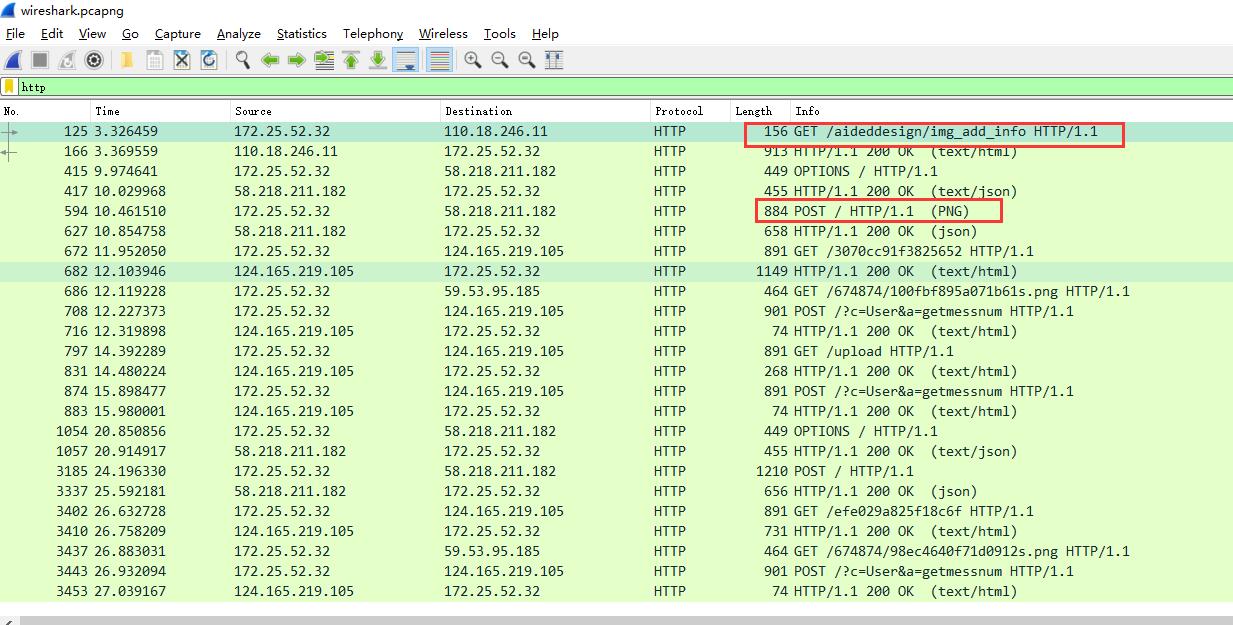 wireshark.pcapng
File Edit View Go Capture Analyze Statistics Telephony Wireless Tools Help
http
No. Time Source Destination Protocol Length Info
125 3.326459 172.25.52.32 110.18.246.11 HTTP 156 GET /aideddesign/img_add_info HTTP/1.1
166 3.369559 110.18.246.11 172.25.52.32 HTTP 913 HTTP/1.1 200 OK (text/html)
415 9.974641 172.25.52.32 58.218.211.182 HTTP 449 OPTIONS / HTTP/1.1
417 10.029968 58.218.211.182 172.25.52.32 HTTP 455 HTTP/1.1 200 OK (text/json)
594 10.461510 172.25.52.32 58.218.211.182 HTTP 884 POST / HTTP/1.1 (PNG)
627 10.854758 58.218.211.182 172.25.52.32 HTTP 658 HTTP/1.1 200 OK (json)
672 11.952050 172.25.52.32 124.165.219.105 HTTP 891 GET /3070cc91f3825652 HTTP/1.1
682 12.103946 124.165.219.105 172.25.52.32 HTTP 1149 HTTP/1.1 200 OK (text/html)
686 12.119228 172.25.52.32 59.53.95.185 HTTP 464 GET /674874/100fbf895a071b61s.png HTTP/1.1
708 12.227373 172.25.52.32 124.165.219.105 HTTP 901 POST /?c=User&a=getmessnum HTTP/1.1
716 12.319898 124.165.219.105 172.25.52.32 HTTP 74 HTTP/1.1 200 OK (text/html)
797 14.392289 172.25.52.32 124.165.219.105 HTTP 891 GET /upload HTTP/1.1
831 14.480224 124.165.219.105 172.25.52.32 HTTP 268 HTTP/1.1 200 OK (text/html)
874 15.898477 172.25.52.32 124.165.219.105 HTTP 891 POST /?c=User&a=getmessnum HTTP/1.1
883 15.980001 124.165.219.105 172.25.52.32 HTTP 74 HTTP/1.1 200 OK (text/html)
1054 20.850856 172.25.52.32 58.218.211.182 HTTP 449 OPTIONS / HTTP/1.1
1057 20.914917 58.218.211.182 172.25.52.32 HTTP 455 HTTP/1.1 200 OK (text/json)
3185 24.196330 172.25.52.32 58.218.211.182 HTTP 1210 POST / HTTP/1.1
3337 25.592181 58.218.211.182 172.25.52.32 HTTP 656 HTTP/1.1 200 OK (json)
3402 26.632728 172.25.52.32 124.165.219.105 HTTP 891 GET /efe029a825f18c6f HTTP/1.1
3410 26.758209 124.165.219.105 172.25.52.32 HTTP 731 HTTP/1.1 200 OK (text/html)
3437 26.883031 172.25.52.32 59.53.95.185 HTTP 464 GET /674874/98ec4640f71d0912s.png HTTP/1.1
3443 26.932094 172.25.52.32 124.165.219.105 HTTP 901 POST /?c=User&a=getmessnum HTTP/1.1
3453 27.039167 124.165.219.105 172.25.52.32 HTTP 74 HTTP/1.1 200 OK (text/html)